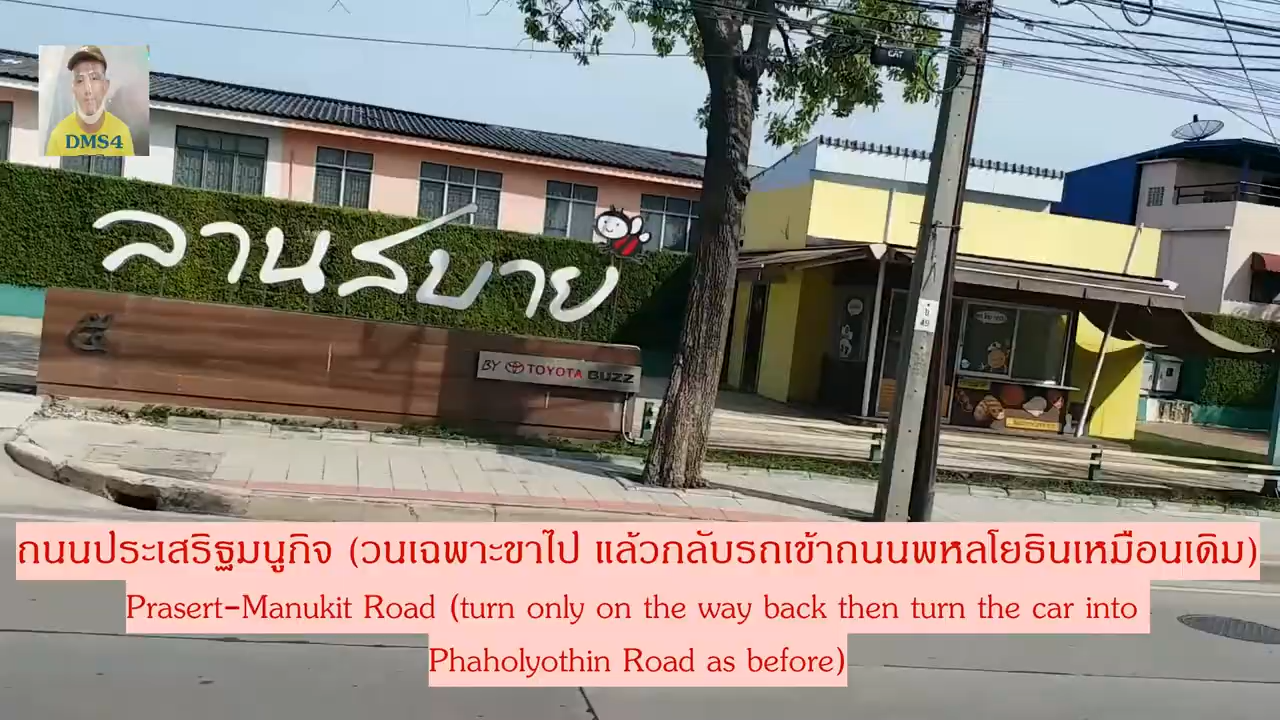 DMS4
CAT
ลานสบาย
๕
BY TOYOTA BUZZ
49
ถนนประเสริฐมนูกิจ (วนเฉพาะขาไป แล้วกลับรถเข้าถนนพหลโยธินเหมือนเดิม)
Prasert-Manukit Road (turn only on the way back then turn the car into
Phaholyothin Road as before)